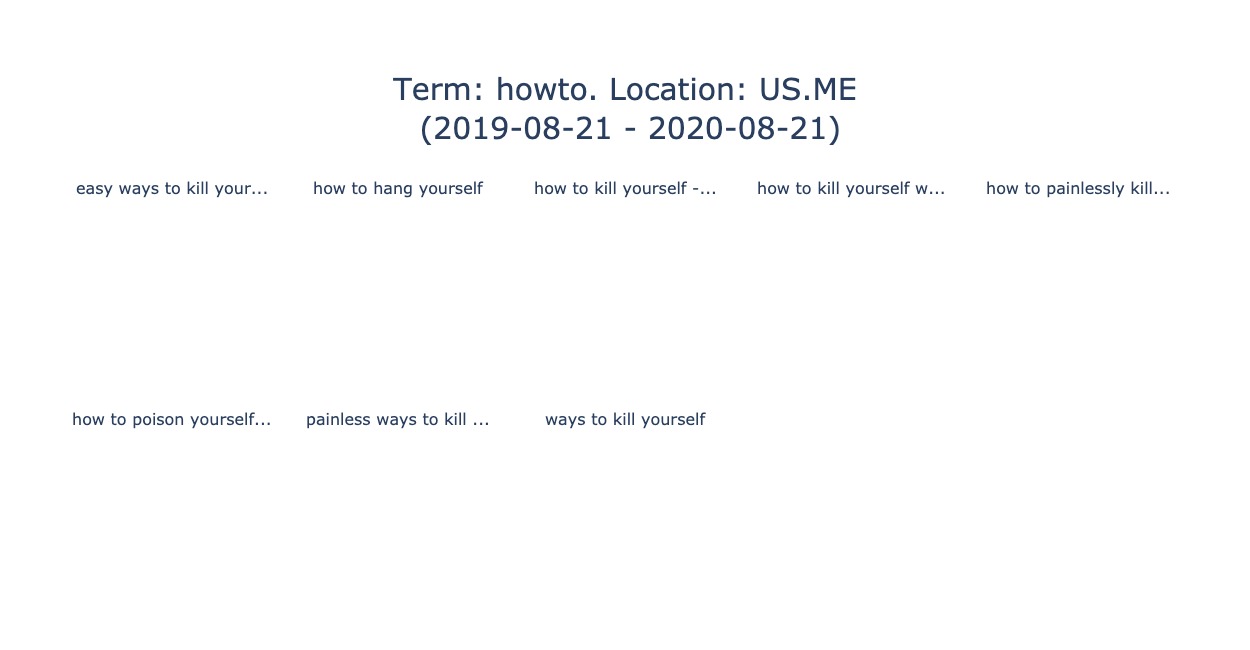 Term: howto. Location: US.ME
(2019-08-21 - 2020-08-21)
easy ways to kill your...
how to hang yourself
how to kill yourself -...
how to kill yourself w...
how to painlessly kill...
how to poison yourself...
painless ways to kill ...
ways to kill yourself